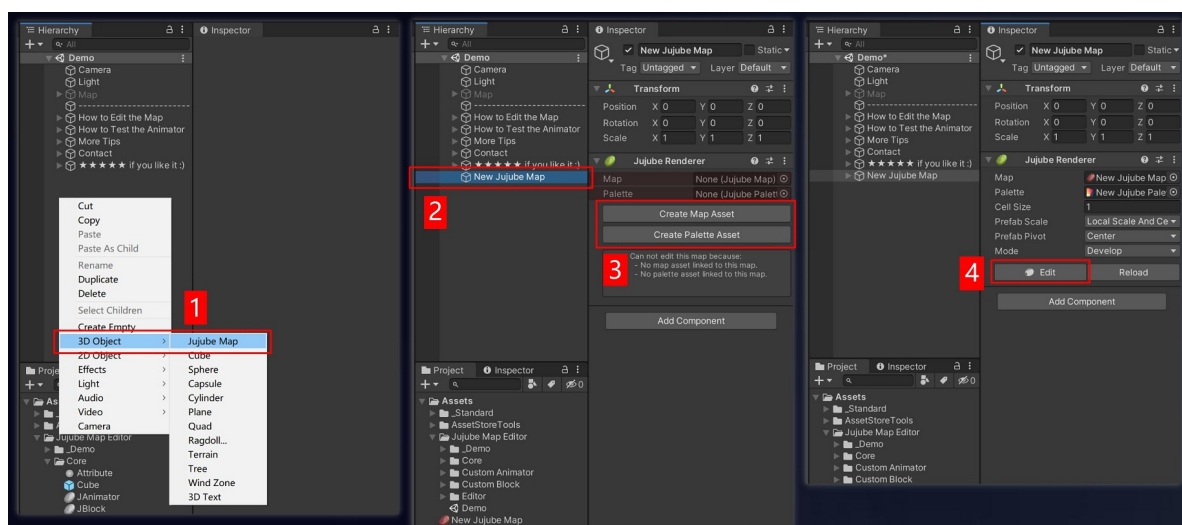 Hierarchy
Inspector
All
Demo
Camera
Light
Map
-----------------------------------
How to Edit the Map
How to Test the Animator
More Tips
Contact
★ ★ ★ ★ ★ if you like it :)
Cut
Copy
Paste
Paste As Child
Rename
Duplicate
Delete
Select Children
Create Empty
3D Object
2D Object
Effects
Light
Audio
Video
Camera
1
Jujube Map
Cube
Sphere
Capsule
Cylinder
Plane
Quad
Ragdoll...
Terrain
Tree
Wind Zone
3D Text
Jujube Map Editor
_Demo
Core
Attribute
Cube
JAnimator
JBlock
Hierarchy
All
Demo
Camera
Light
Map
-----------------------------------
How to Edit the Map
How to Test the Animator
More Tips
Contact
★ ★ ★ ★ ★ if you like it :)
New Jujube Map
2
Project
Inspector
0
Assets
_Standard
AssetStoreTools
Jujube Map Editor
_Demo
Core
Custom Animator
Custom Block
Editor
Demo
New Jujube Map
Inspector
New Jujube Map Static
Tag Untagged Layer Default
Transform
Position X 0 Y 0 Z 0
Rotation X 0 Y 0 Z 0
Scale X 1 Y 1 Z 1
Jujube Renderer
Map None (Jujube Map)
Palette None (Jujube Palet
Create Map Asset
Create Palette Asset
3
Can not edit this map because:
- No map asset linked to this map.
- No palette asset linked to this map.
Add Component
Hierarchy
All
Demo*
Camera
Light
Map
-----------------------------------
How to Edit the Map
How to Test the Animator
More Tips
Contact
★ ★ ★ ★ ★ if you like it :)
New Jujube Map
Project
Inspector
0
Assets
_Standard
AssetStoreTools
Jujube Map Editor
_Demo
Core
Custom Animator
Custom Block
Inspector
New Jujube Map Static
Tag Untagged Layer Default
Transform
Position X 0 Y 0 Z 0
Rotation X 0 Y 0 Z 0
Scale X 1 Y 1 Z 1
Jujube Renderer
Map New Jujube Map
Palette New Jujube Pale
Cell Size 1
Prefab Scale Local Scale And Ce
Prefab Pivot Center
Mode Develop
4
Edit
Reload
Add Component